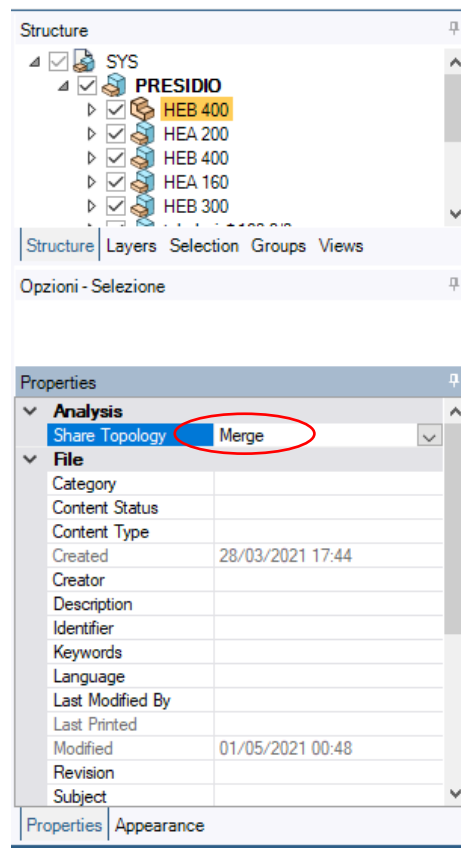 Structure
SYS
PRESIDIO
HEB 400
HEA 200
HEB 400
HEA 160
HEB 300
Structure Layers Selection Groups Views
Opzioni - Selezione
Properties
Analysis
Share Topology Merge
File
Category
Content Status
Content Type
Created 28/03/2021 17:44
Creator
Description
Identifier
Keywords
Language
Last Modified By
Last Printed
Modified 01/05/2021 00:48
Revision
Subject
Properties Appearance